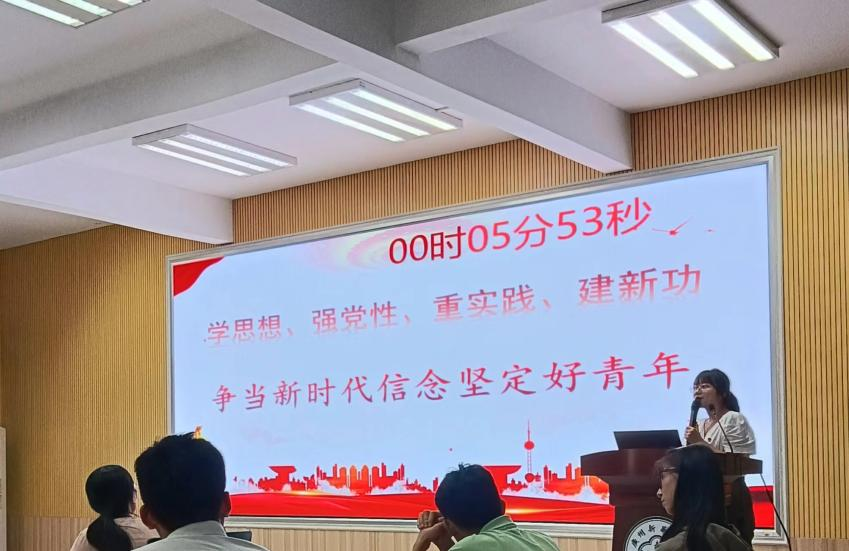 00时05分53秒
学思想、强党性、重实践、建新功
争当新时代信念坚定好青年